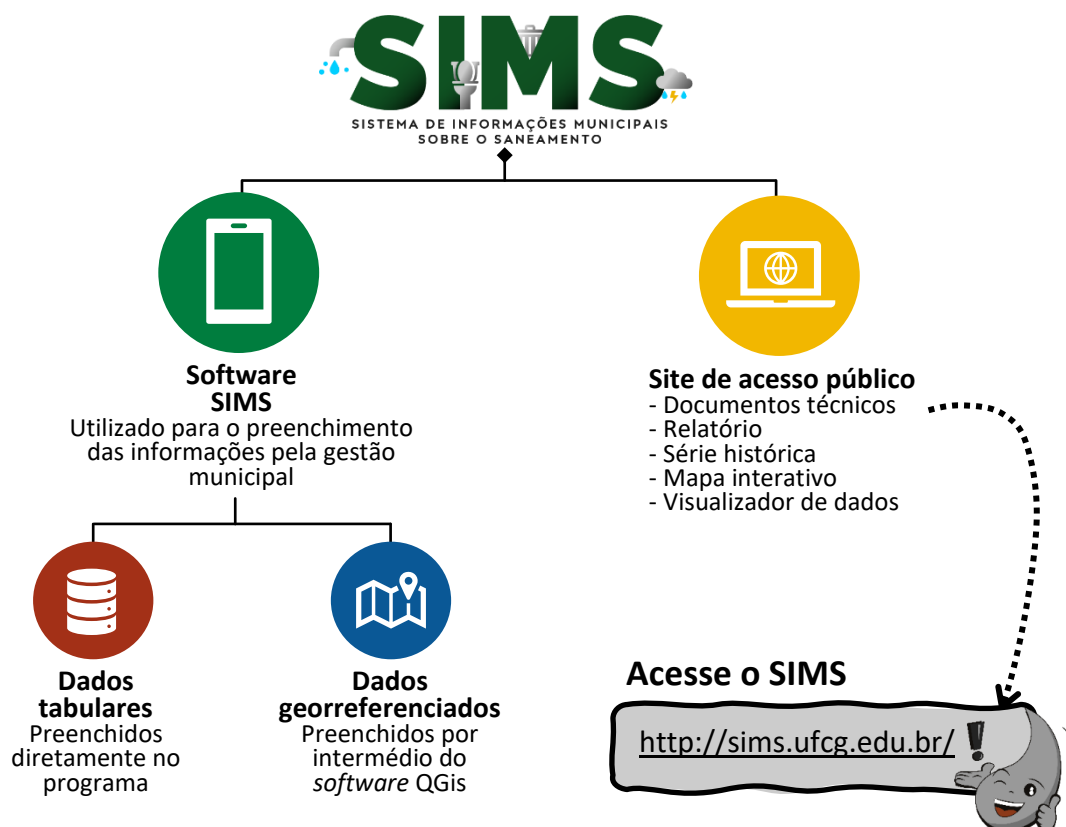 SIMS
SISTEMA DE INFORMAÇÕES MUNICIPAIS
SOBRE O SANEAMENTO
Software
SIMS
Utilizado para o preenchimento
das informações pela gestão
municipal
Site de acesso público
- Documentos técnicos
- Relatório
- Série histórica
- Mapa interativo
- Visualizador de dados
Dados
tabulares
Preenchidos
diretamente no
programa
Dados
georreferenciados
Preenchidos por
intermédio do
software QGis
Acesse o SIMS
http://sims.ufcg.edu.br/
!